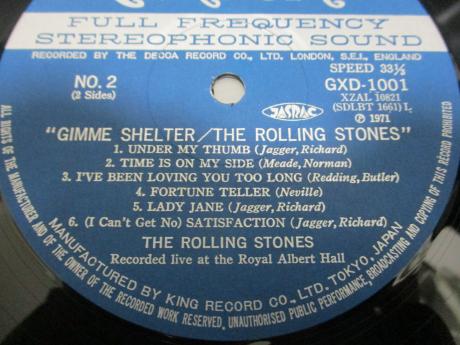 FULL FREQUENCY
STEREOPHONIC SOUND
RECORDED BY THE DECCA RECORD CO., LTD. LONDON, S.E.I., ENGLAND
NO. 2
(2 Sides)
SPEED 33⅓
GXD-1001
XZAL 10821
(SDLBT 1661) L
JASRAC
℗ 1971
"GIMME SHELTER/THE ROLLING STONES"
1. UNDER MY THUMB (Jagger, Richard)
2. TIME IS ON MY SIDE (Meade, Norman)
3. I'VE BEEN LOVING YOU TOO LONG (Redding, Butler)
4. FORTUNE TELLER (Neville)
5. LADY JANE (Jagger, Richard)
6. (I Can't Get No) SATISFACTION (Jagger, Richard)
THE ROLLING STONES
Recorded live at the Royal Albert Hall
MANUFACTURED BY KING RECORD CO., LTD. TOKYO, JAPAN
ALL RIGHTS OF THE MANUFACTURER AND OF THE OWNER OF THE RECORDED WORK RESERVED, UNAUTHORISED PUBLIC PERFORMANCE, BROADCASTING AND COPYING OF THIS RECORD PROHIBITED